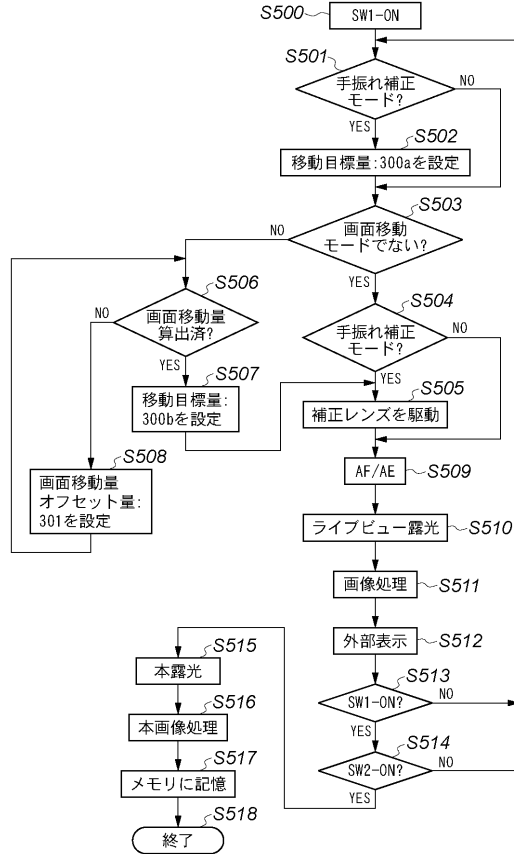 S500
SW1-ON
S501
手振れ補正
モード?
NO
YES
S502
移動目標量:300aを設定
S503
画面移動
モードでない?
NO
YES
S506
画面移動量
算出済?
NO
YES
S504
手振れ補正
モード?
NO
YES
S507
移動目標量:
300bを設定
S505
補正レンズを駆動
S508
画面移動量
オフセット量:
301を設定
AF/AE
S509
ライブビュー露光
S510
画像処理
S511
外部表示
S512
S513
SW1-ON?
NO
YES
S514
SW2-ON?
NO
YES
S515
本露光
S516
本画像処理
S517
メモリに記憶
S518
終了